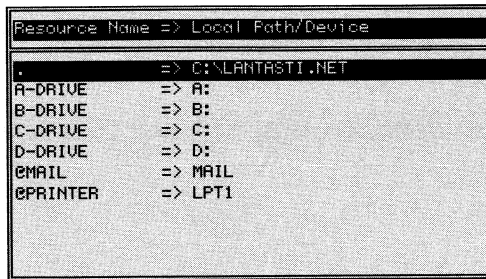 Resource Name => Local Path/Device
. => C:\LANTASTI.NET
A-DRIVE => A:
B-DRIVE => B:
C-DRIVE => C:
D-DRIVE => D:
@MAIL => MAIL
@PRINTER => LPT1